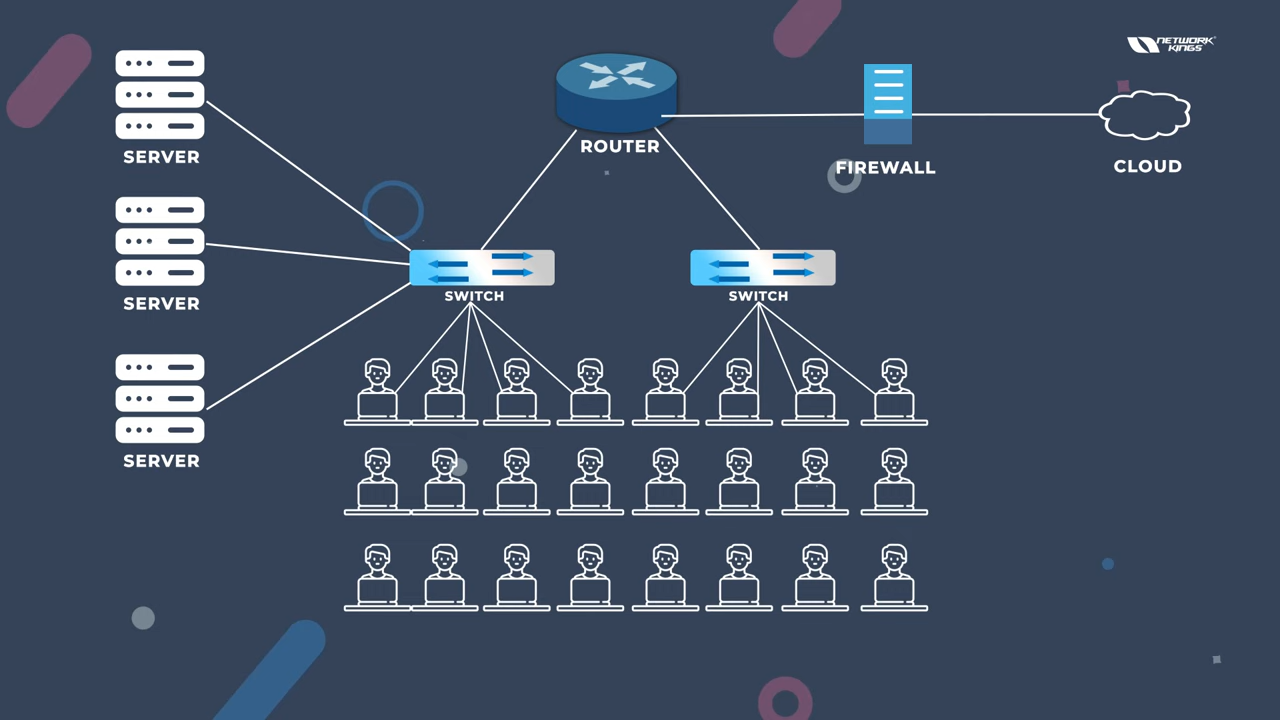 NETWORK
KINGS
SERVER
ROUTER
FIREWALL
CLOUD
SERVER
SWITCH
SWITCH
SERVER